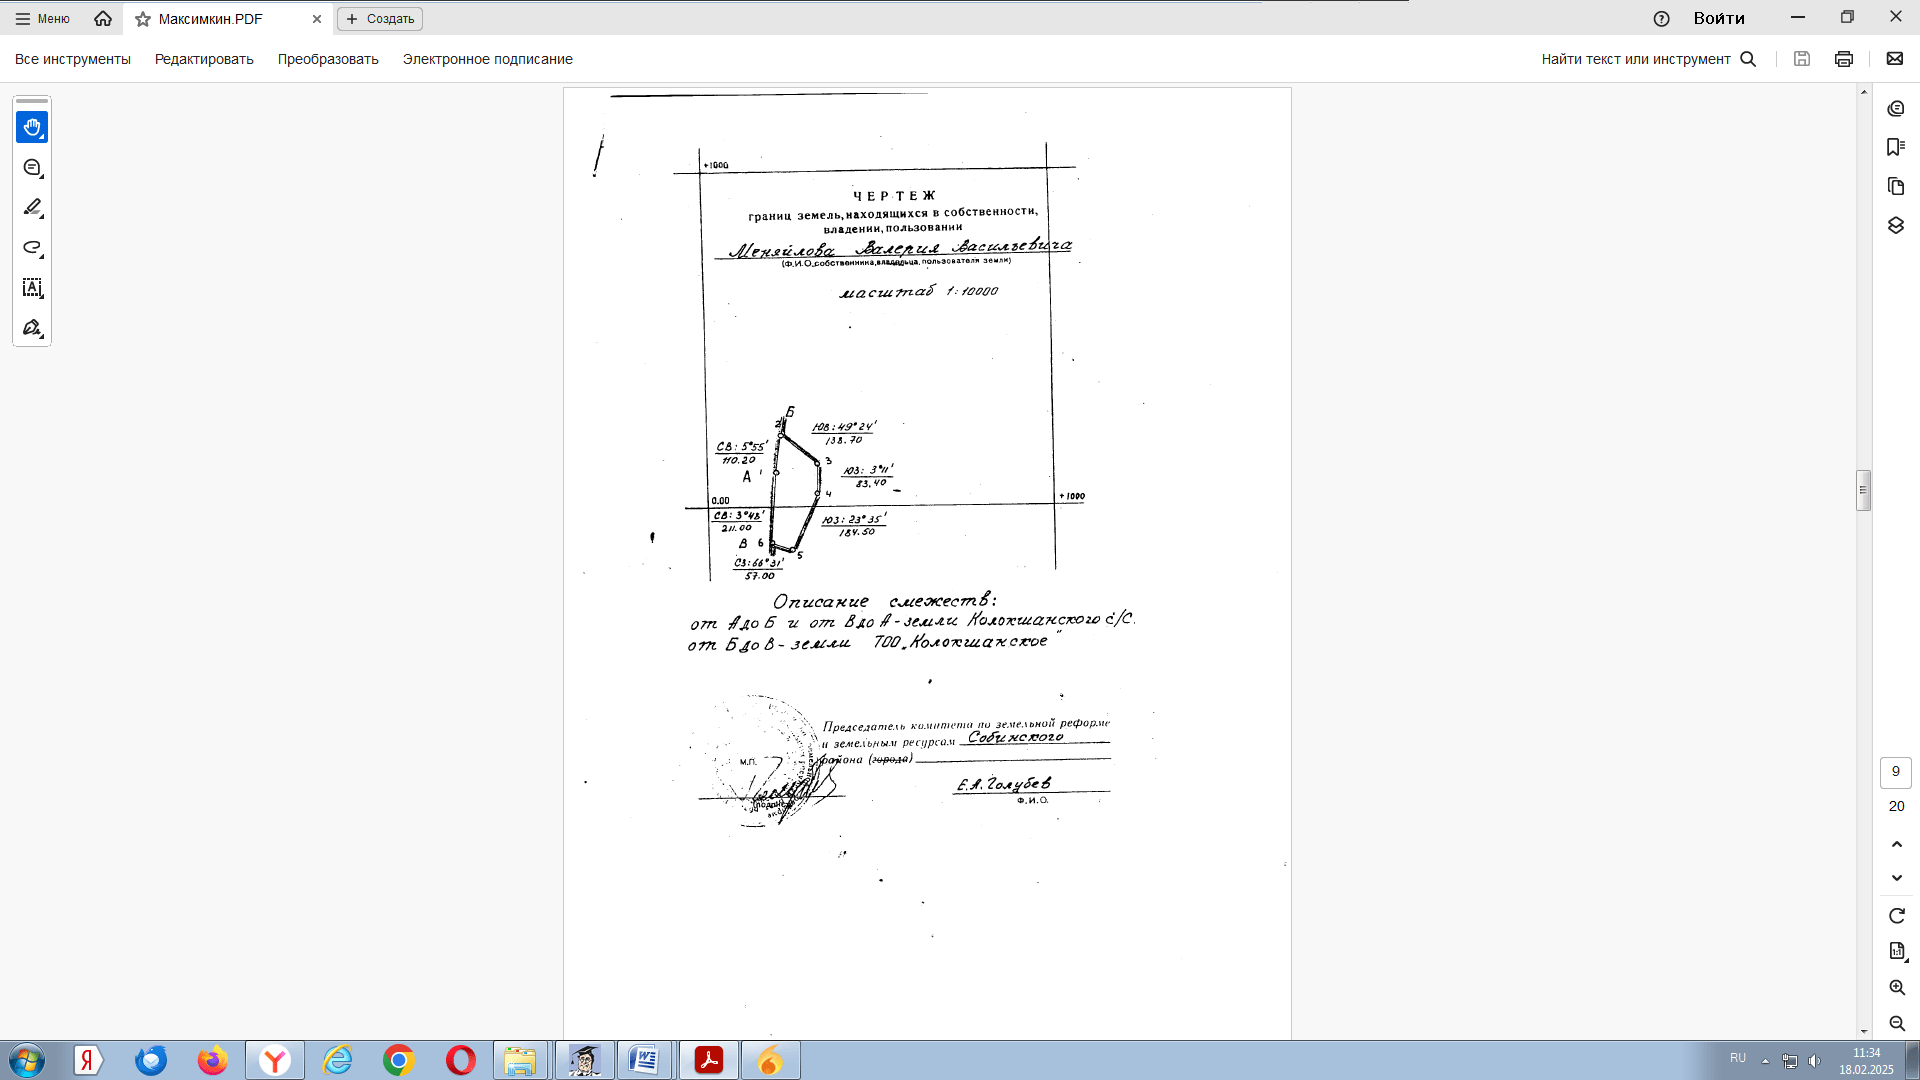 Меню
Максимкин.PDF
Создать
Войти
Все инструменты
Редактировать
Преобразовать
Электронное подписание
Найти текст или инструмент
+1000
ЧЕРТЕЖ
границ земель, находящихся в собственности,
владении, пользовании
Меняйлова Валерия Васильевича
(Ф.И.О. собственника, владельца, пользователя земли)
масштаб 1:10000
Б
2
ЮВ: 49°24'
138.70
СВ: 5°55'
110.20
3
А 1
ЮЗ: 3°11'
83.40
4
0.00
+1000
СВ: 3°48'
211.00
ЮЗ: 23°35'
184.50
В 6
5
СЗ: 66°31'
57.00
Описание смежеств:
от А до Б и от В до А - земли Колокшанского с/с.
от Б до В - земли ТОО „Колокшанское"
Председатель комитета по земельной реформе
и земельным ресурсам Собинского
района (города)
М.П.
Е.А. Голубев
(подпись)
Ф.И.О.
9
20
1:1
RU
11:34
18.02.2025